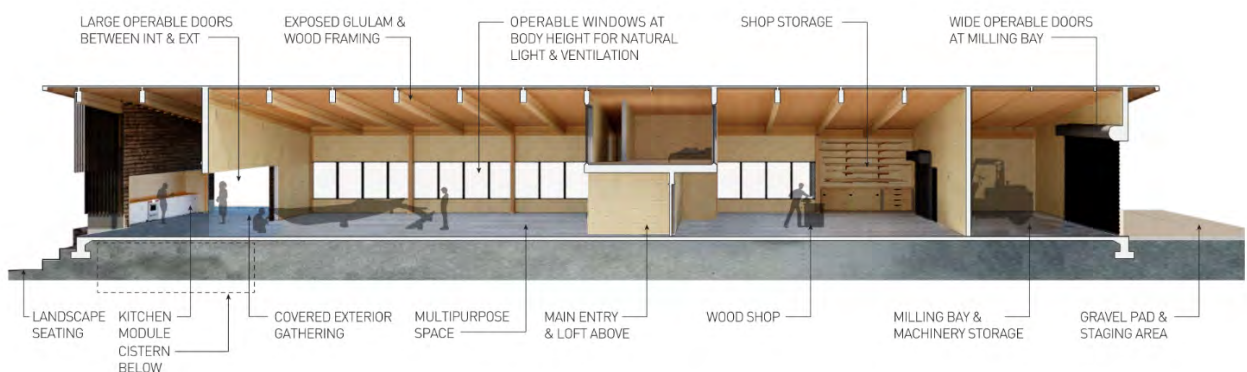 LARGE OPERABLE DOORS
BETWEEN INT & EXT
EXPOSED GLULAM &
WOOD FRAMING
OPERABLE WINDOWS AT
BODY HEIGHT FOR NATURAL
LIGHT & VENTILATION
SHOP STORAGE
WIDE OPERABLE DOORS
AT MILLING BAY
LANDSCAPE
SEATING
KITCHEN
MODULE
CISTERN
BELOW
COVERED EXTERIOR
GATHERING
MULTIPURPOSE
SPACE
MAIN ENTRY
& LOFT ABOVE
WOOD SHOP
MILLING BAY &
MACHINERY STORAGE
GRAVEL PAD &
STAGING AREA